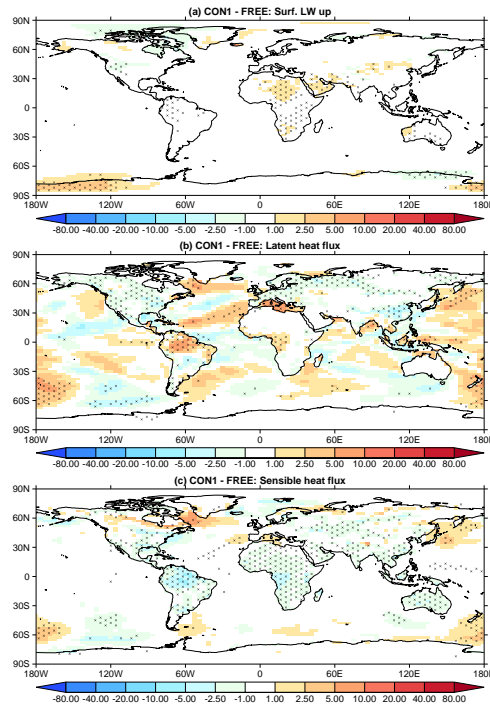 (a) CON1 - FREE: Surf. LW up
90N
60N
30N
0
30S
60S
90S
180W 120W 60W 0 60E 120E 180E
-80.00 -40.00 -20.00 -10.00 -5.00 -2.50 -1.00 1.00 2.50 5.00 10.00 20.00 40.00 80.00
(b) CON1 - FREE: Latent heat flux
90N
60N
30N
0
30S
60S
90S
180W 120W 60W 0 60E 120E 180E
-80.00 -40.00 -20.00 -10.00 -5.00 -2.50 -1.00 1.00 2.50 5.00 10.00 20.00 40.00 80.00
(c) CON1 - FREE: Sensible heat flux
90N
60N
30N
0
30S
60S
90S
180W 120W 60W 0 60E 120E 180E
-80.00 -40.00 -20.00 -10.00 -5.00 -2.50 -1.00 1.00 2.50 5.00 10.00 20.00 40.00 80.00